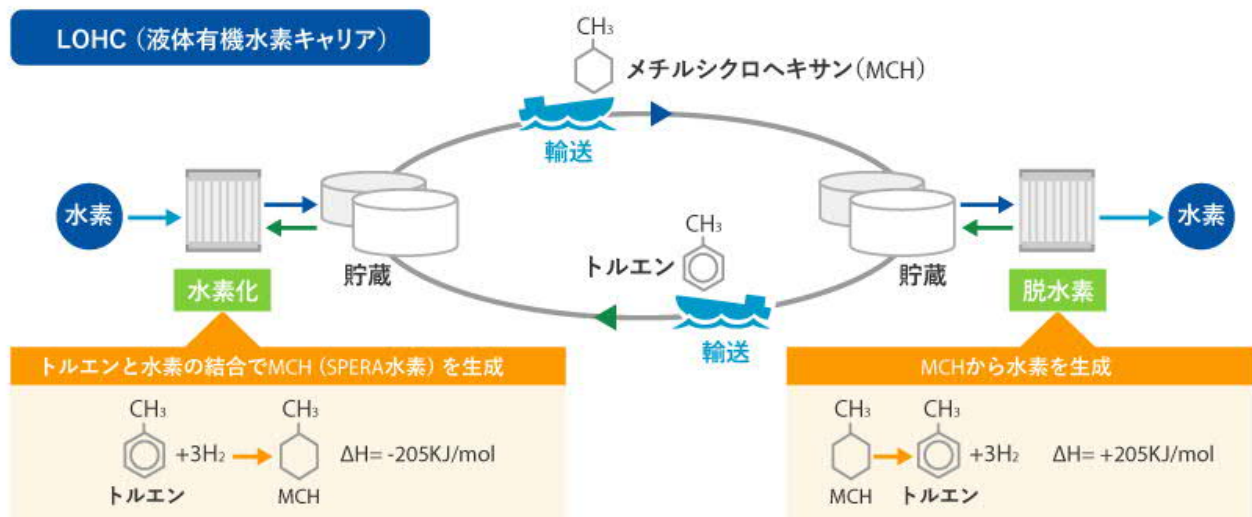 LOHC（液体有機水素キャリア）
CH₃
メチルシクロヘキサン（MCH）
輸送
水素
水素化
貯蔵
CH₃
トルエン
輸送
貯蔵
脱水素
水素
トルエンと水素の結合でMCH（SPERA水素）を生成
CH₃
CH₃
+3H₂
ΔH= -205KJ/mol
トルエン
MCH
MCHから水素を生成
CH₃
CH₃
+3H₂
ΔH= +205KJ/mol
MCH
トルエン